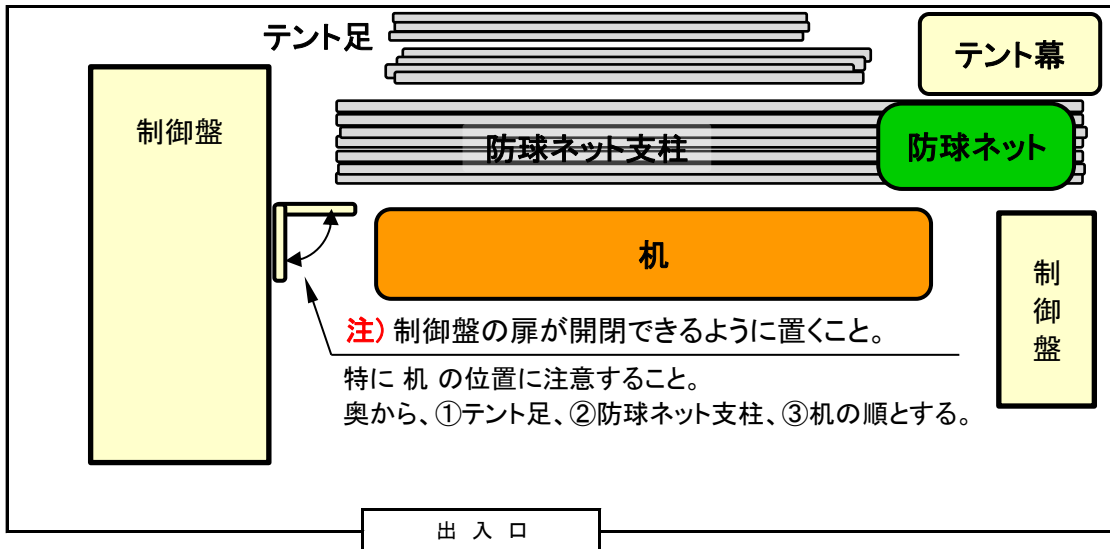 テント足
テント幕
制御盤
防球ネット支柱
防球ネット
机
制御盤
注）制御盤の扉が開閉できるように置くこと。
特に 机 の位置に注意すること。
奥から、①テント足、②防球ネット支柱、③机の順とする。
出 入 口